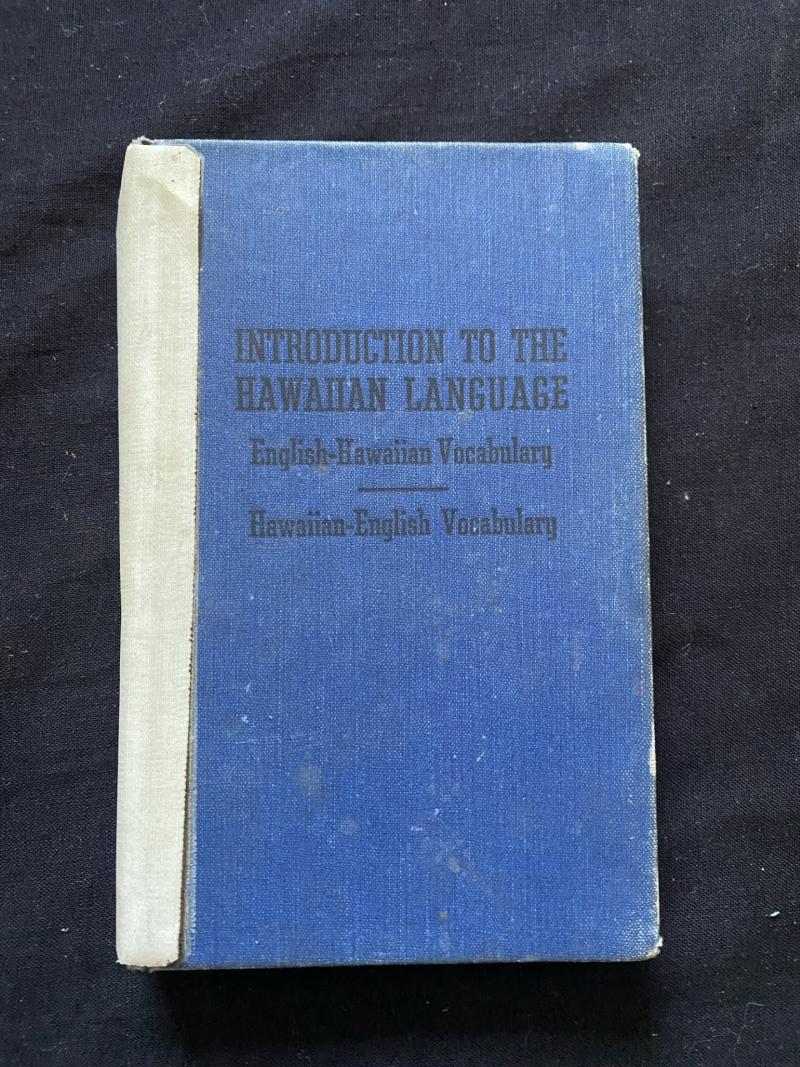 INTRODUCTION TO THE
HAWAIIAN LANGUAGE
English-Hawaiian Vocabulary
Hawaiian-English Vocabulary